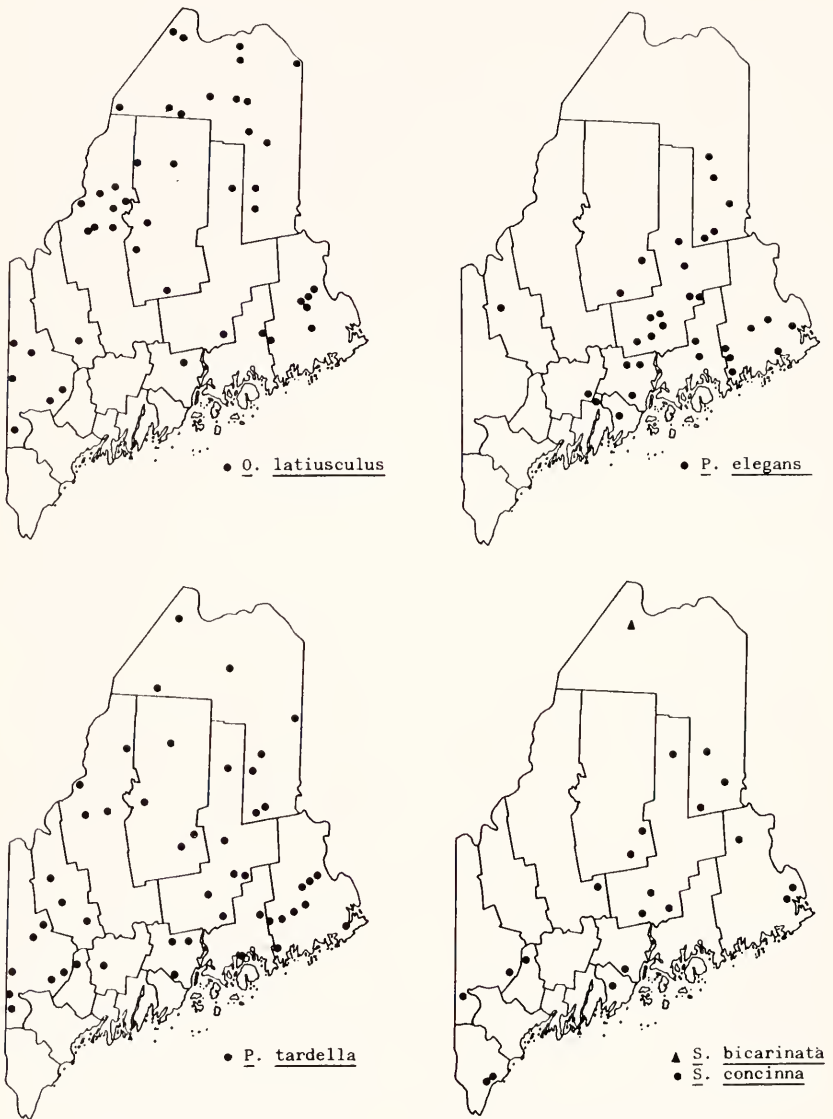 ● O. latiusculus
● P. elegans
● P. tardella
▲ S. bicarinata
● S. concinna